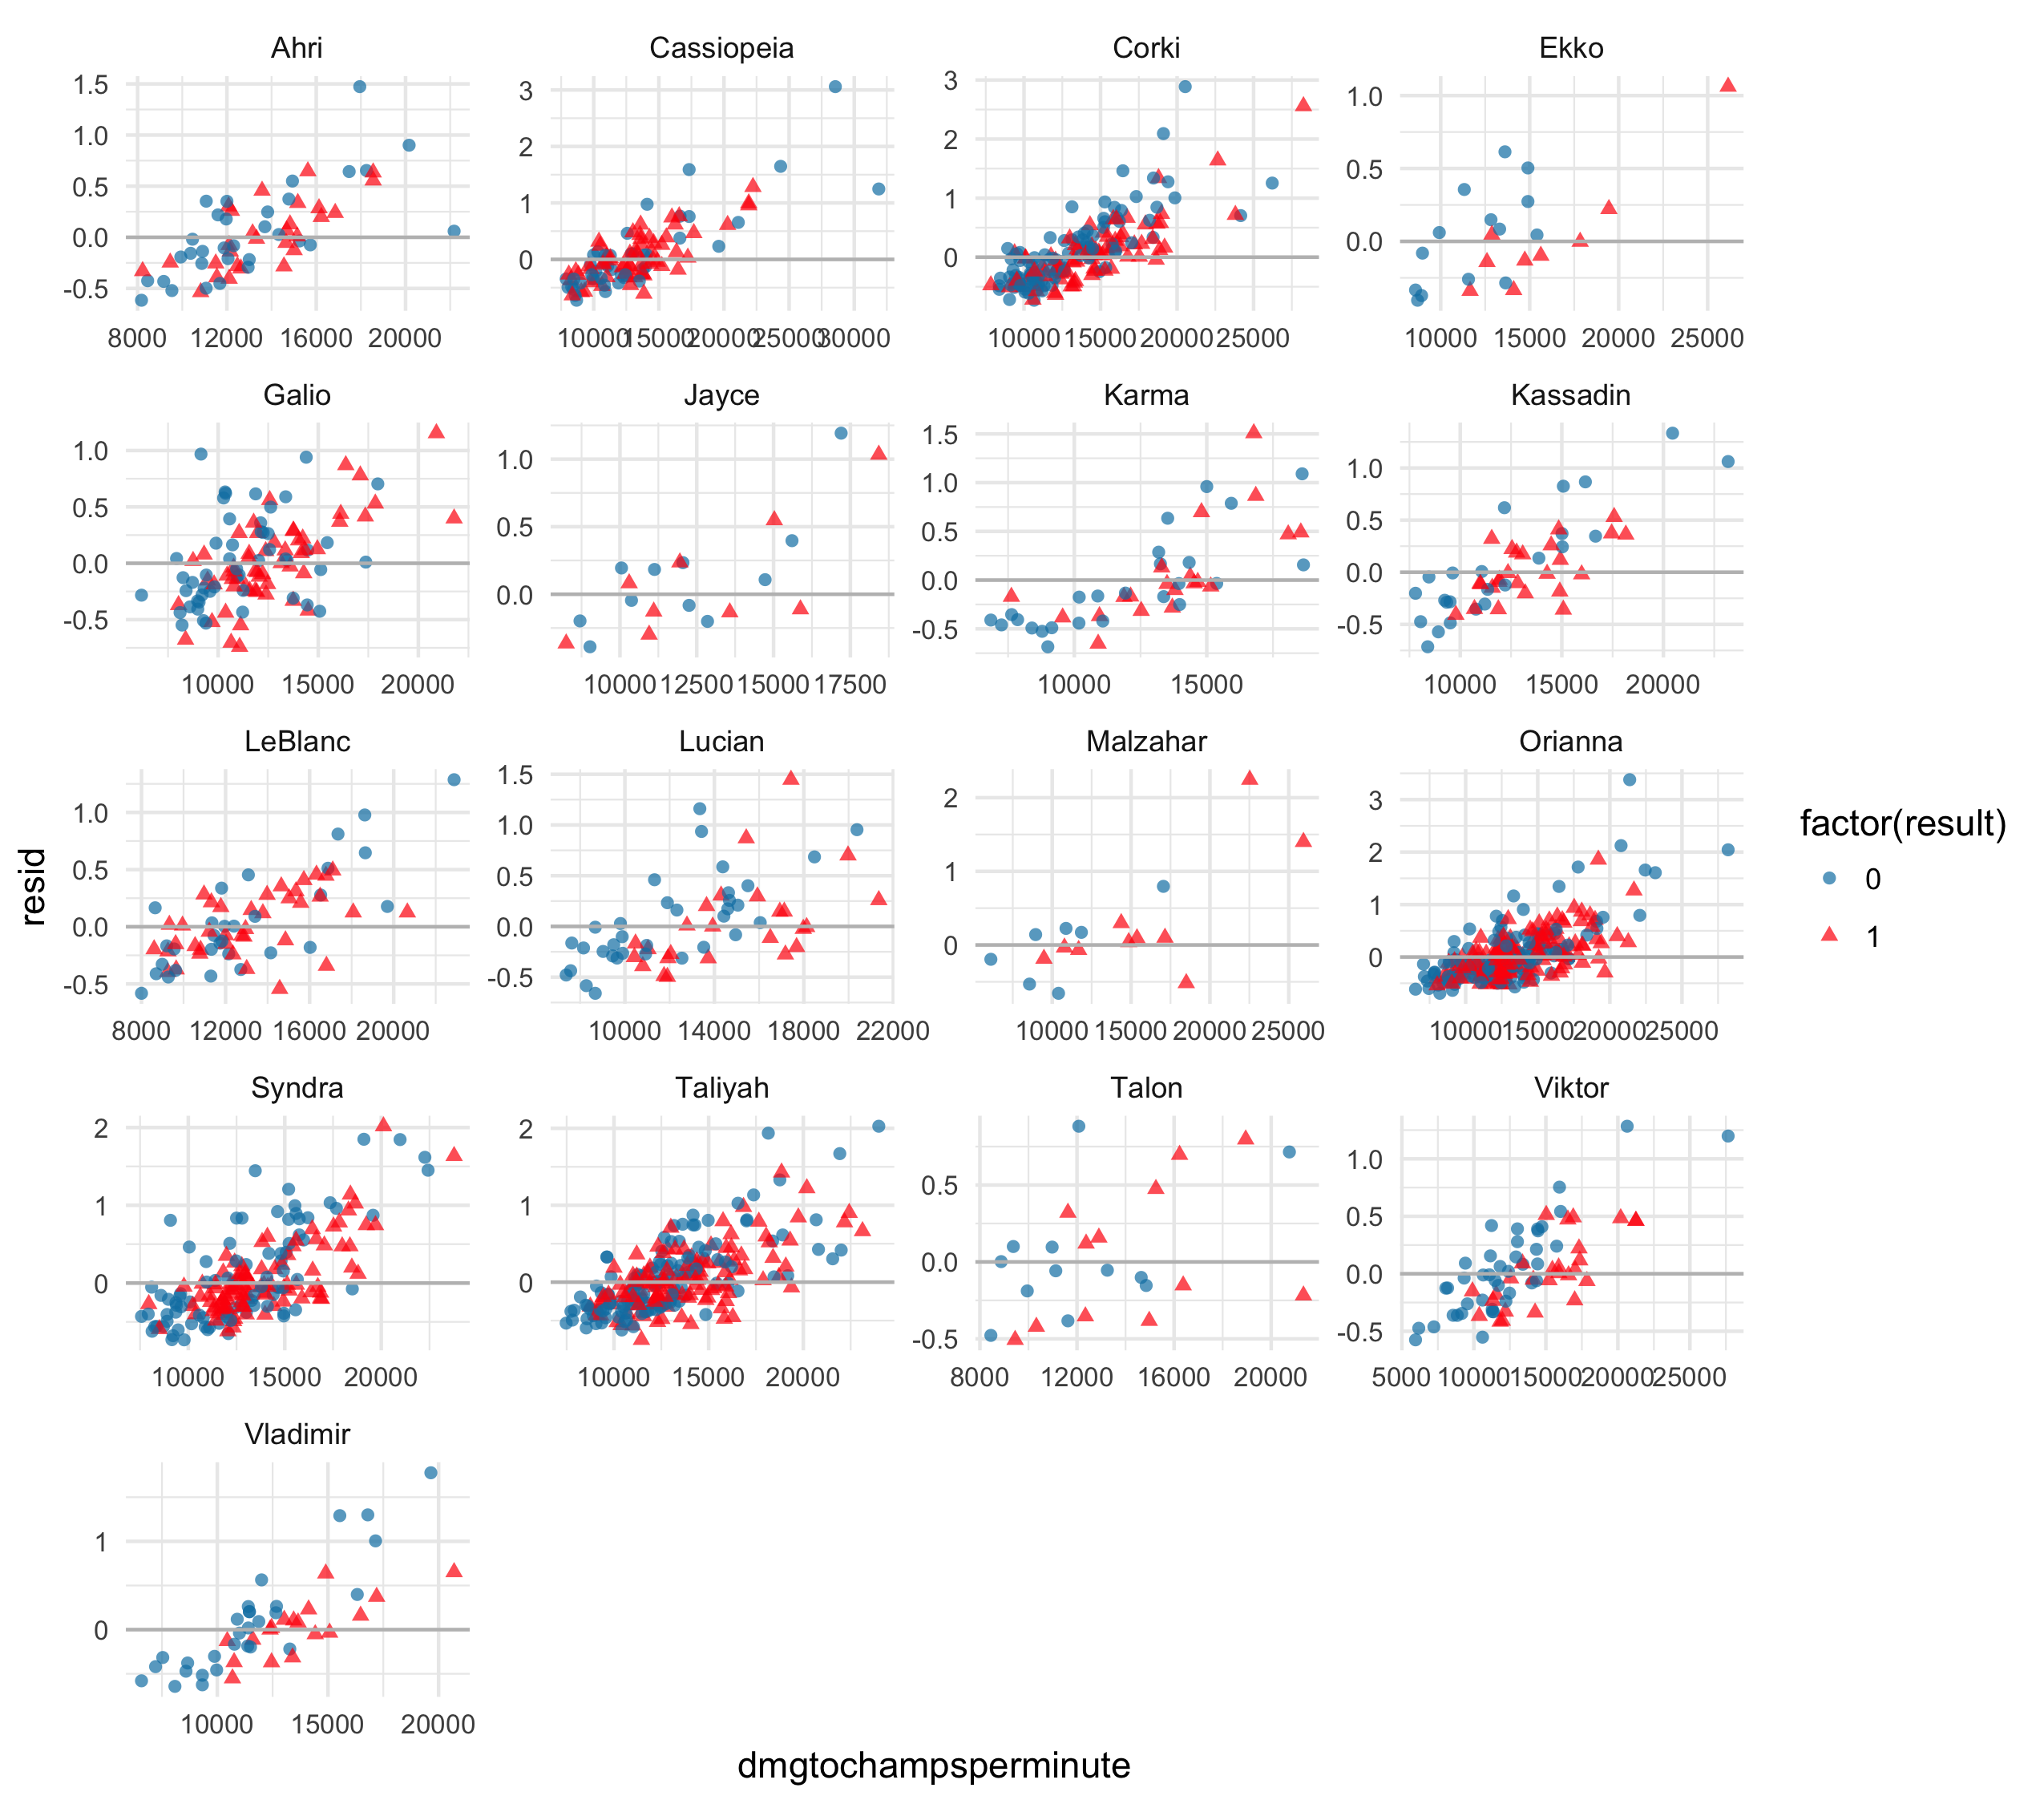 Ahri Cassiopeia Corki Ekko
1.5 1.0 0.5 0.0 -0.5
3 2 1 0
3 2 1 0
1.0 0.5 0.0
8000 12000 16000 20000
10000 15000 20000 25000 30000
10000 15000 20000 25000
10000 15000 20000 25000
Galio Jayce Karma Kassadin
1.0 0.5 0.0 -0.5
1.0 0.5 0.0
1.5 1.0 0.5 0.0 -0.5
1.0 0.5 0.0 -0.5
10000 15000 20000
10000 12500 15000 17500
10000 15000
10000 15000 20000
LeBlanc Lucian Malzahar Orianna
1.0 0.5 0.0 -0.5
1.5 1.0 0.5 0.0 -0.5
2 1 0
3 2 1 0
8000 12000 16000 20000
10000 14000 18000 22000
10000 15000 20000 25000
10000 15000 20000 25000
Syndra Taliyah Talon Viktor
2 1 0
2 1 0
0.5 0.0 -0.5
1.0 0.5 0.0 -0.5
10000 15000 20000
10000 15000 20000
8000 12000 16000 20000
5000 10000 15000 20000 25000
Vladimir
1 0
10000 15000 20000
resid
dmgtochampsperminute
factor(result)
0
1